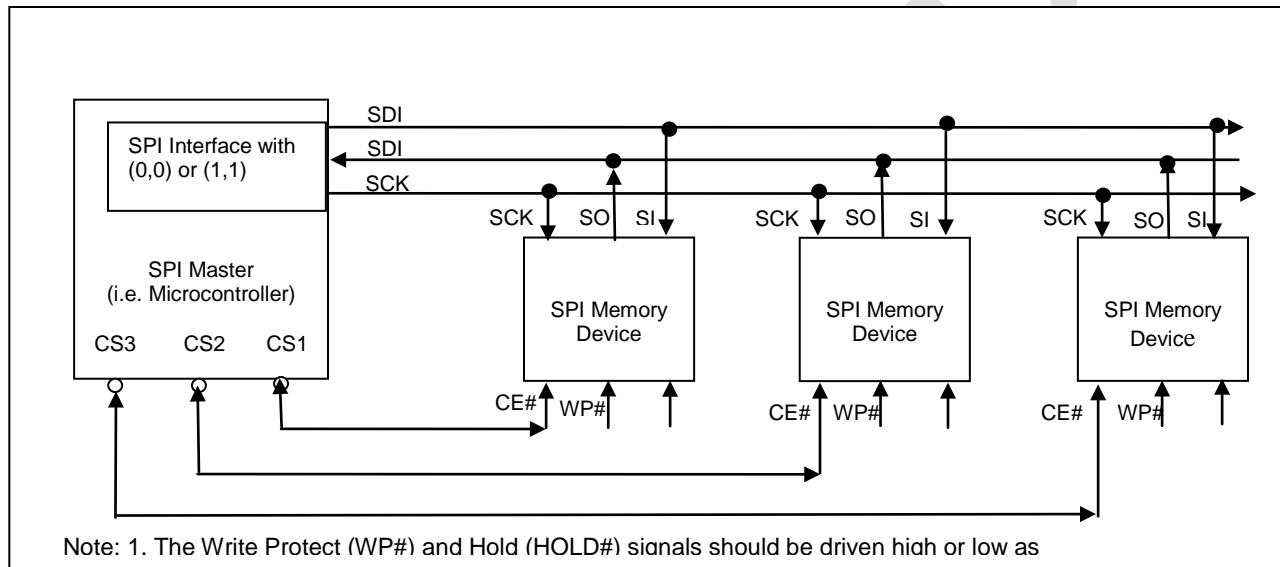 SDI
SPI Interface with
(0,0) or (1,1)
SDI
SCK
SCK SO SI
SCK SO SI
SCK SO SI
SPI Master
(i.e. Microcontroller)
SPI Memory
Device
SPI Memory
Device
SPI Memory
Device
CS3 CS2 CS1
CE# WP#
CE# WP#
CE# WP#
Note: 1. The Write Protect (WP#) and Hold (HOLD#) signals should be driven high or low as